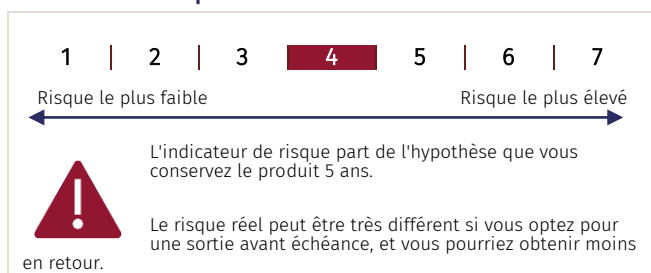 1 | 2 | 3 | 4 | 5 | 6 | 7
Risque le plus faible Risque le plus élevé
L'indicateur de risque part de l'hypothèse que vous
conservez le produit 5 ans.
Le risque réel peut être très différent si vous optez pour
une sortie avant échéance, et vous pourriez obtenir moins
en retour.